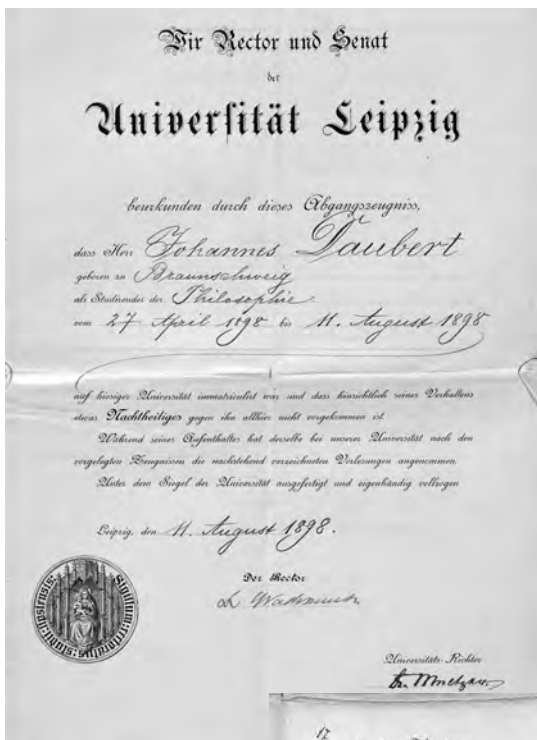 Wir Rector und Senat
der
Universität Leipzig
beurkunden durch dieses Abgangszeugniss,
dass Herr Johannes Daubert
geboren zu Braunschweig
als Studirender der Philosophie
vom 27 April 1898 bis 11. August 1898
auf hiesiger Universität immatriculirt war und dass hinsichtlich seines Verhaltens
etwas Nachtheiliges gegen ihn allhier nicht vorgekommen ist.
Während seines Aufenthaltes hat derselbe bei unserer Universität nach den
vorgelegten Zeugnissen die nachstehend verzeichneten Vorlesungen angenommen.
Unter dem Siegel der Universität ausgefertigt und eigenhändig vollzogen
Leipzig, den 11. August 1898.
Der Rector
Universitäts-Richter
Dr.
17